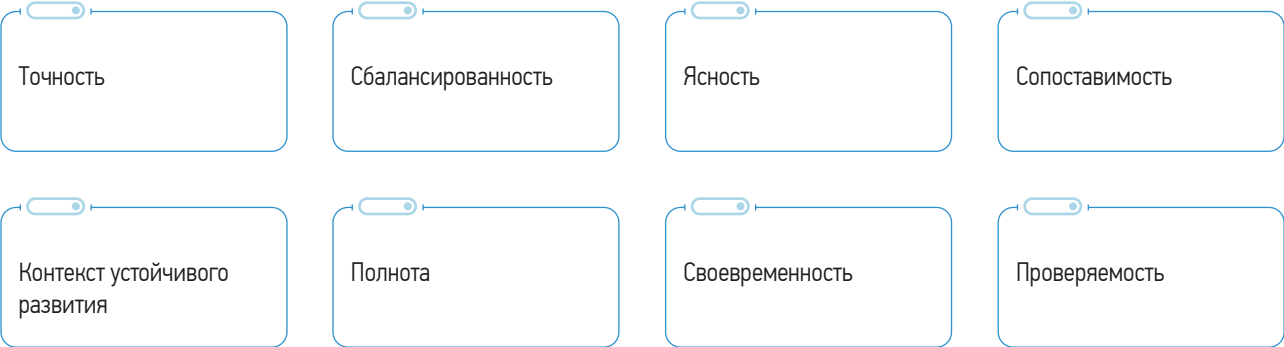 Точность
Сбалансированность
Ясность
Сопоставимость
Контекст устойчивого
развития
Полнота
Своевременность
Проверяемость